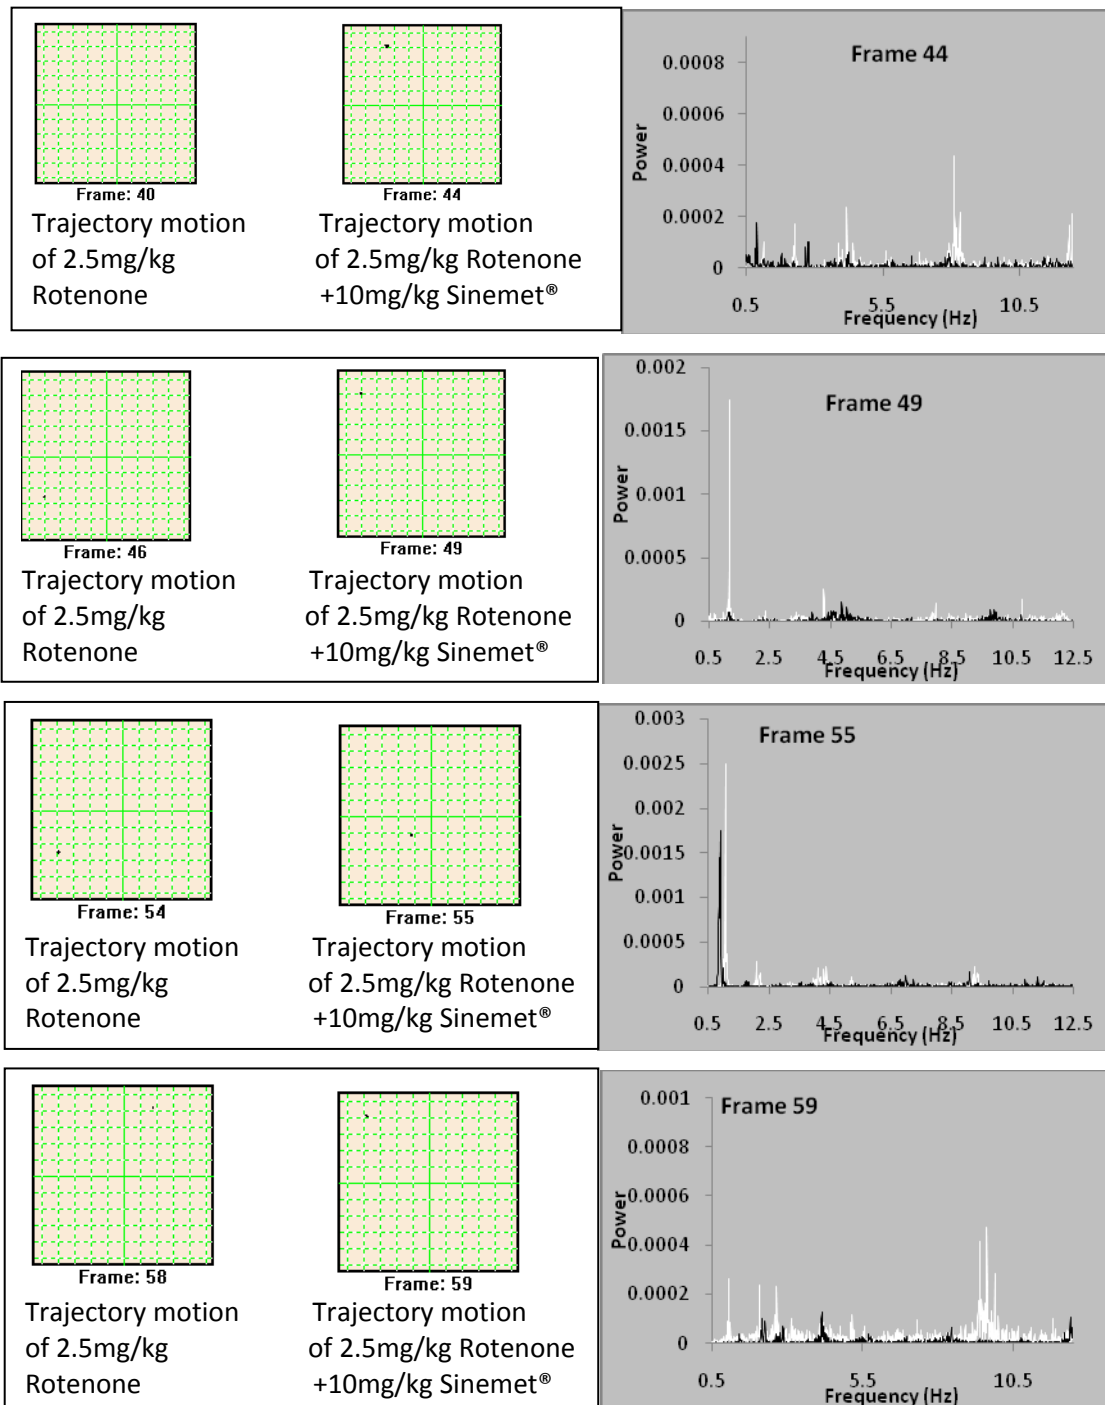 Frame: 40
Trajectory motion
of 2.5mg/kg
Rotenone
Frame: 44
Trajectory motion
of 2.5mg/kg Rotenone
+10mg/kg Sinemet®
Frame 44
Power
0.0008
0.0006
0.0004
0.0002
0
0.5 5.5 10.5
Frequency (Hz)
Frame: 46
Trajectory motion
of 2.5mg/kg
Rotenone
Frame: 49
Trajectory motion
of 2.5mg/kg Rotenone
+10mg/kg Sinemet®
Frame 49
Power
0.002
0.0015
0.001
0.0005
0
0.5 2.5 4.5 6.5 8.5 10.5 12.5
Frequency (Hz)
Frame: 54
Trajectory motion
of 2.5mg/kg
Rotenone
Frame: 55
Trajectory motion
of 2.5mg/kg Rotenone
+10mg/kg Sinemet®
Frame 55
Power
0.003
0.0025
0.002
0.0015
0.001
0.0005
0
0.5 2.5 4.5 6.5 8.5 10.5 12.5
Frequency (Hz)
Frame: 58
Trajectory motion
of 2.5mg/kg
Rotenone
Frame: 59
Trajectory motion
of 2.5mg/kg Rotenone
+10mg/kg Sinemet®
Frame 59
Power
0.001
0.0008
0.0006
0.0004
0.0002
0
0.5 5.5 10.5
Frequency (Hz)